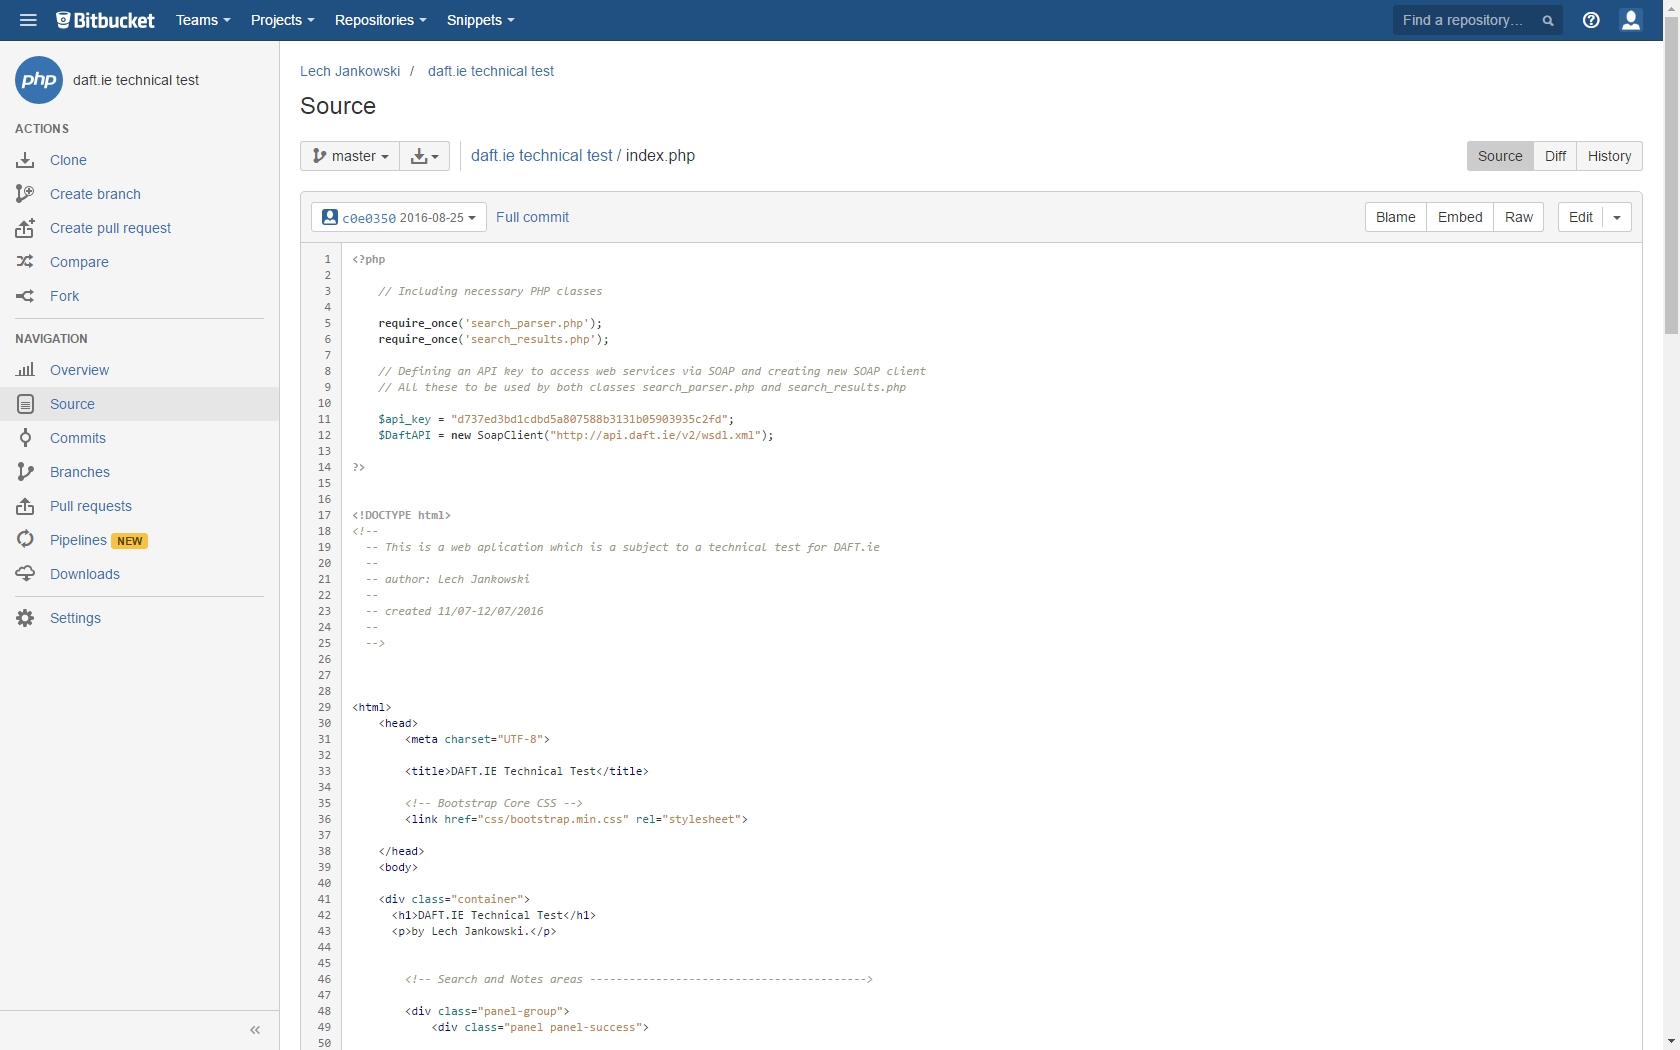 Bitbucket Teams Projects Repositories Snippets Find a repository...
php daft.ie technical test
ACTIONS
Clone
Create branch
Create pull request
Compare
Fork
NAVIGATION
Overview
Source
Commits
Branches
Pull requests
Pipelines NEW
Downloads
Settings
«
Lech Jankowski / daft.ie technical test
Source
master daft.ie technical test / index.php Source Diff History
c0e0350 2016-08-25 Full commit Blame Embed Raw Edit
1 <?php
2
3 // Including necessary PHP classes
4
5 require_once('search_parser.php');
6 require_once('search_results.php');
7
8 // Defining an API key to access web services via SOAP and creating new SOAP client
9 // All these to be used by both classes search_parser.php and search_results.php
10
11 $api_key = "d737ed3bd1cdbd5a807588b3131b05903935c2fd";
12 $DaftAPI = new SoapClient("http://api.daft.ie/v2/wsdl.xml");
13
14 ?>
15
16
17 <!DOCTYPE html>
18 <!--
19 -- This is a web aplication which is a subject to a technical test for DAFT.ie
20 --
21 -- author: Lech Jankowski
22 --
23 -- created 11/07-12/07/2016
24 --
25 -->
26
27
28
29 <html>
30 <head>
31 <meta charset="UTF-8">
32
33 <title>DAFT.IE Technical Test</title>
34
35 <!-- Bootstrap Core CSS -->
36 <link href="css/bootstrap.min.css" rel="stylesheet">
37
38 </head>
39 <body>
40
41 <div class="container">
42 <h1>DAFT.IE Technical Test</h1>
43 <p>by Lech Jankowski.</p>
44
45
46 <!-- Search and Notes areas ------------------------------------------>
47
48 <div class="panel-group">
49 <div class="panel panel-success">
50